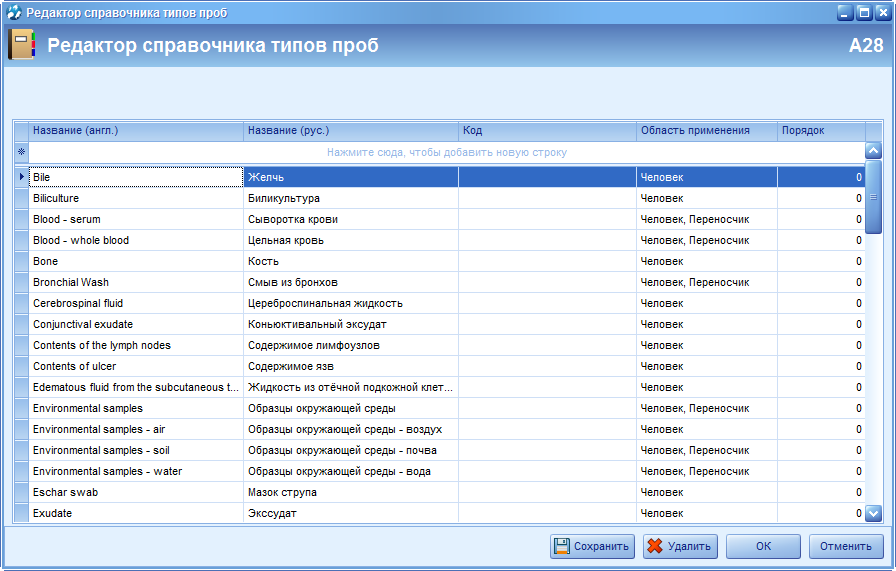 Редактор справочника типов проб
Редактор справочника типов проб A28
Название (англ.) Название (рус.) Код Область применения Порядок
Нажмите сюда, чтобы добавить новую строку
Bile Желчь Человек 0
Biliculture Биликультура Человек 0
Blood - serum Сыворотка крови Человек, Переносчик 0
Blood - whole blood Цельная кровь Человек, Переносчик 0
Bone Кость Человек 0
Bronchial Wash Смыв из бронхов Человек, Переносчик 0
Cerebrospinal fluid Цереброспинальная жидкость Человек 0
Conjunctival exudate Коньюктивальный эксудат Человек 0
Contents of the lymph nodes Содержимое лимфоузлов Человек 0
Contents of ulcer Содержимое язв Человек 0
Edematous fluid from the subcutaneous t... Жидкость из отёчной подкожной клет... Человек 0
Environmental samples Образцы окружающей среды Человек, Переносчик 0
Environmental samples - air Образцы окружающей среды - воздух Человек 0
Environmental samples - soil Образцы окружающей среды - почва Человек, Переносчик 0
Environmental samples - water Образцы окружающей среды - вода Человек, Переносчик 0
Eschar swab Мазок струпа Человек 0
Exudate Экссудат Человек 0
Сохранить Удалить ОК Отменить